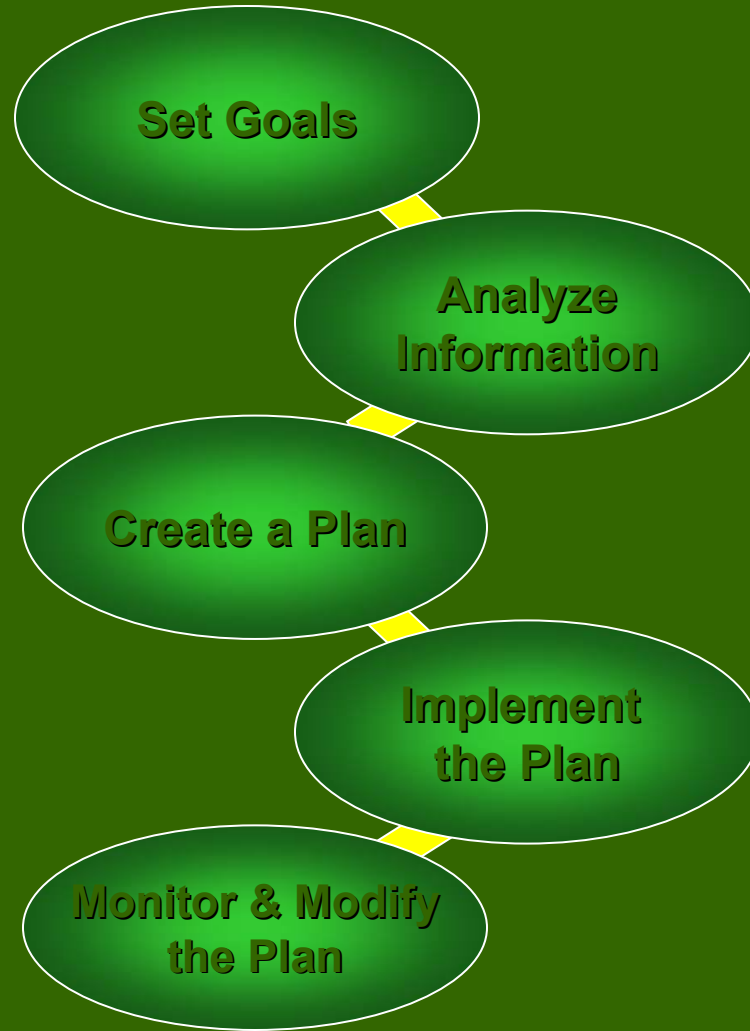 Set Goals
Analyze
Information
Create a Plan
Implement
the Plan
Monitor & Modify
the Plan